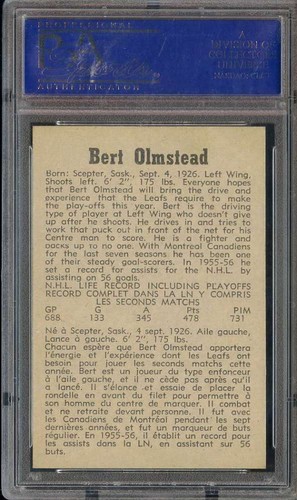 PROFESSIONAL
AUTHENTICATOR
A
DIVISION OF
COLLECTORS
UNIVERSE
Bert Olmstead
Born: Scepter, Sask., Sept. 4, 1926. Left Wing,
Shoots left. 6' 2", 175 lbs. Everyone hopes
that Bert Olmstead will bring the drive and
experience that the Leafs require to make
the play-offs this year. Bert is the driving
type of player at Left Wing who doesn't stop
after he shoots. He drives in and tries to
work that puck out in front of the net for his
Centre man to score. He is a fighter and
backs up to no one. With Montreal Canadiens
for the last seven seasons he has been one
of their steady goal-scorers. In 1955-56 he
set a record for assists for the N.H.L. by
assisting on 56 goals.
N.H.L. LIFE RECORD INCLUDING PLAYOFFS
RECORD COMPLET DANS LA LN Y COMPRIS
LES SECONDS MATCHS
GP G A Pts PIM
688 133 345 478 731
Né à Scepter, Sask., 4 sept. 1926. Aile gauche,
Lance à gauche. 6' 2", 175 lbs.
Chacun espère que Bert Olmstead apportera
l'énergie et l'expérience dont les Leafs ont
besoin pour jouer les seconds matchs cette
année. Bert est un joueur du type enfonceur
à l'aile gauche, et il ne cesse pas après qu'il
a lancé. Il s'élance et essaie de placer la
rondelle en avant du filet pour permettre à
son homme de centre de marquer. Il combat
et ne retraite devant personne. Il fut avec
les Canadiens de Montréal pendant les sept
dernières années, et fut un marqueur de buts
régulier. En 1955-56, il établit un record pour
les assists dans la LN, en assistant sur 56
buts.